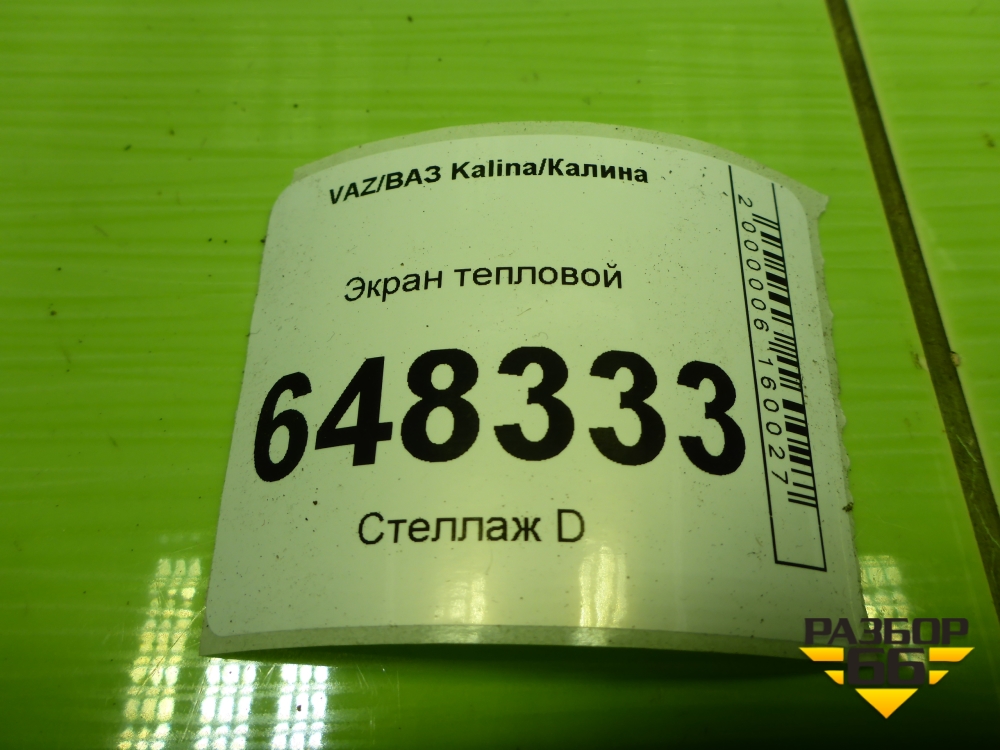 VAZ/ВАЗ Kalina/Калина
Экран тепловой
648333
Стеллаж D
2000006160027
РАЗБОР
66